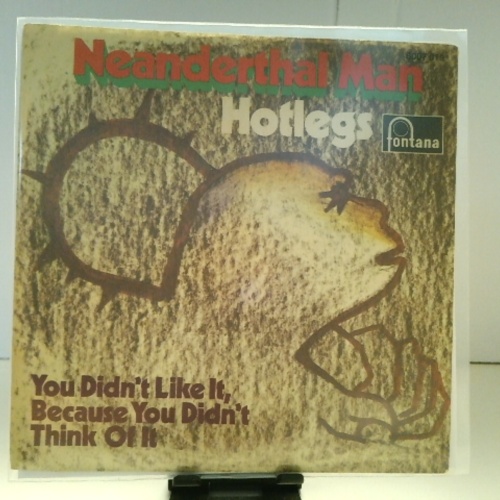 Neanderthal Man
Hotlegs
fontana
You Didn't Like It,
Because You Didn't
Think Of It